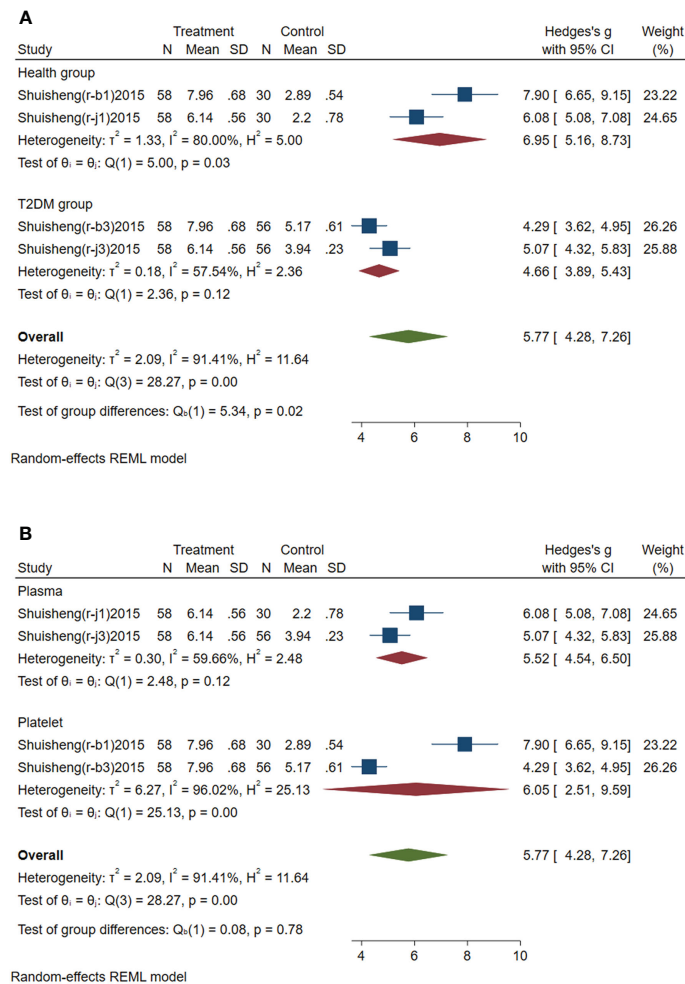 A
Treatment Control Hedges's g Weight
Study N Mean SD N Mean SD with 95% CI (%)
Health group
Shuisheng(r-b1)2015 58 7.96 .68 30 2.89 .54 7.90 [ 6.65, 9.15] 23.22
Shuisheng(r-j1)2015 58 6.14 .56 30 2.2 .78 6.08 [ 5.08, 7.08] 24.65
Heterogeneity: τ² = 1.33, I² = 80.00%, H² = 5.00 6.95 [ 5.16, 8.73]
Test of θᵢ = θⱼ: Q(1) = 5.00, p = 0.03
T2DM group
Shuisheng(r-b3)2015 58 7.96 .68 56 5.17 .61 4.29 [ 3.62, 4.95] 26.26
Shuisheng(r-j3)2015 58 6.14 .56 56 3.94 .23 5.07 [ 4.32, 5.83] 25.88
Heterogeneity: τ² = 0.18, I² = 57.54%, H² = 2.36 4.66 [ 3.89, 5.43]
Test of θᵢ = θⱼ: Q(1) = 2.36, p = 0.12
Overall 5.77 [ 4.28, 7.26]
Heterogeneity: τ² = 2.09, I² = 91.41%, H² = 11.64
Test of θᵢ = θⱼ: Q(3) = 28.27, p = 0.00
Test of group differences: Q_b(1) = 5.34, p = 0.02
4 6 8 10
Random-effects REML model
B
Treatment Control Hedges's g Weight
Study N Mean SD N Mean SD with 95% CI (%)
Plasma
Shuisheng(r-j1)2015 58 6.14 .56 30 2.2 .78 6.08 [ 5.08, 7.08] 24.65
Shuisheng(r-j3)2015 58 6.14 .56 56 3.94 .23 5.07 [ 4.32, 5.83] 25.88
Heterogeneity: τ² = 0.30, I² = 59.66%, H² = 2.48 5.52 [ 4.54, 6.50]
Test of θᵢ = θⱼ: Q(1) = 2.48, p = 0.12
Platelet
Shuisheng(r-b1)2015 58 7.96 .68 30 2.89 .54 7.90 [ 6.65, 9.15] 23.22
Shuisheng(r-b3)2015 58 7.96 .68 56 5.17 .61 4.29 [ 3.62, 4.95] 26.26
Heterogeneity: τ² = 6.27, I² = 96.02%, H² = 25.13 6.05 [ 2.51, 9.59]
Test of θᵢ = θⱼ: Q(1) = 25.13, p = 0.00
Overall 5.77 [ 4.28, 7.26]
Heterogeneity: τ² = 2.09, I² = 91.41%, H² = 11.64
Test of θᵢ = θⱼ: Q(3) = 28.27, p = 0.00
Test of group differences: Q_b(1) = 0.08, p = 0.78
4 6 8 10
Random-effects REML model